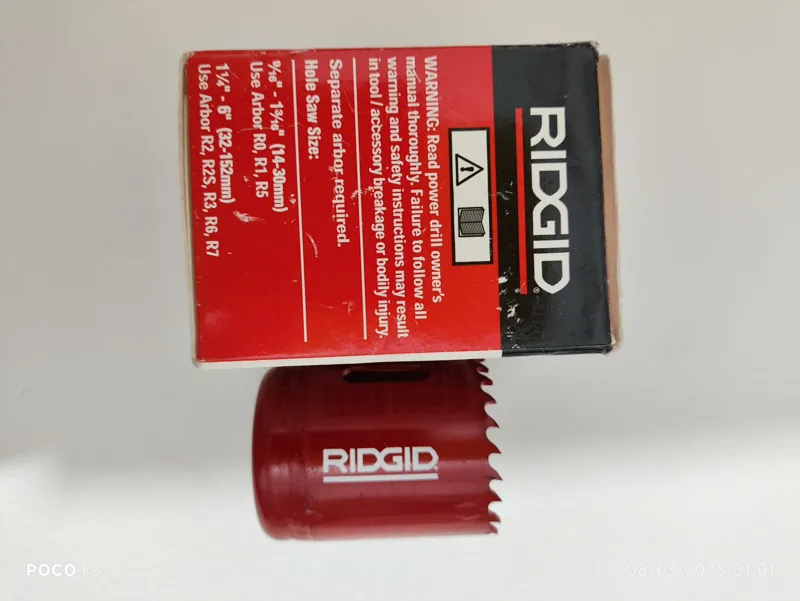 RIDGID®
WARNING: Read power drill owner's
manual thoroughly. Failure to follow all
warning and safety instructions may result
in tool / accessory breakage or bodily injury.
Separate arbor required.
Hole Saw Size:
9/16" - 1 3/16" (14-30mm)
Use Arbor R0, R1, R5
1 1/4" - 6" (32-152mm)
Use Arbor R2, R2S, R3, R6, R7
RIDGID
POCO F5
08/03/2025 01:01